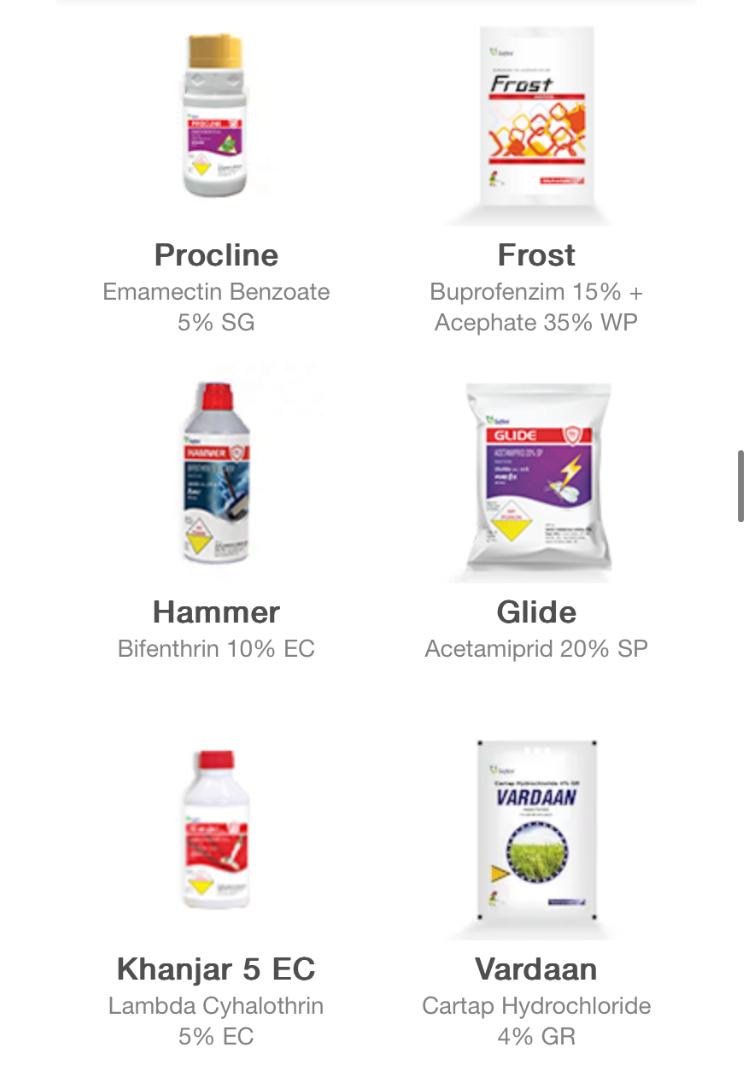 PROCLINE
Frost
Procline
Emamectin Benzoate
5% SG
Frost
Buprofenzim 15% +
Acephate 35% WP
HAMMER
GLIDE
ACETAMIPRID 20% SP
Hammer
Bifenthrin 10% EC
Glide
Acetamiprid 20% SP
Cartap Hydrochloride 4% GR
VARDAAN
Khanjar 5 EC
Lambda Cyhalothrin
5% EC
Vardaan
Cartap Hydrochloride
4% GR